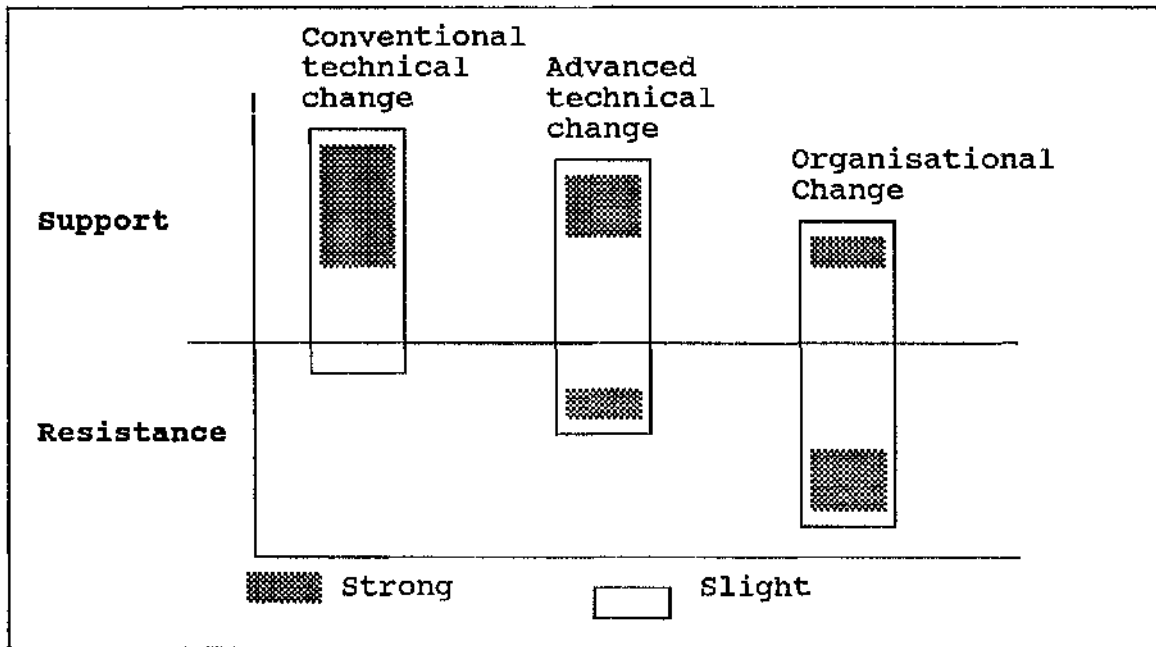 Conventional
technical
change
Advanced
technical
change
Organisational
Change
Support
Resistance
Strong
Slight